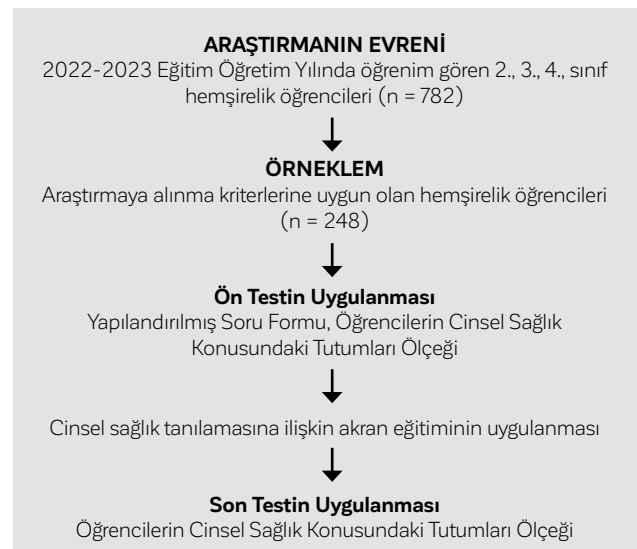 ARAŞTIRMANIN EVRENİ
2022-2023 Eğitim Öğretim Yılında öğrenim gören 2., 3., 4., sınıf
hemşirelik öğrencileri (n = 782)
ÖRNEKLEM
Araştırmaya alınma kriterlerine uygun olan hemşirelik öğrencileri
(n = 248)
Ön Testin Uygulanması
Yapılandırılmış Soru Formu, Öğrencilerin Cinsel Sağlık
Konusundaki Tutumları Ölçeği
Cinsel sağlık tanılamasına ilişkin akran eğitiminin uygulanması
Son Testin Uygulanması
Öğrencilerin Cinsel Sağlık Konusundaki Tutumları Ölçeği